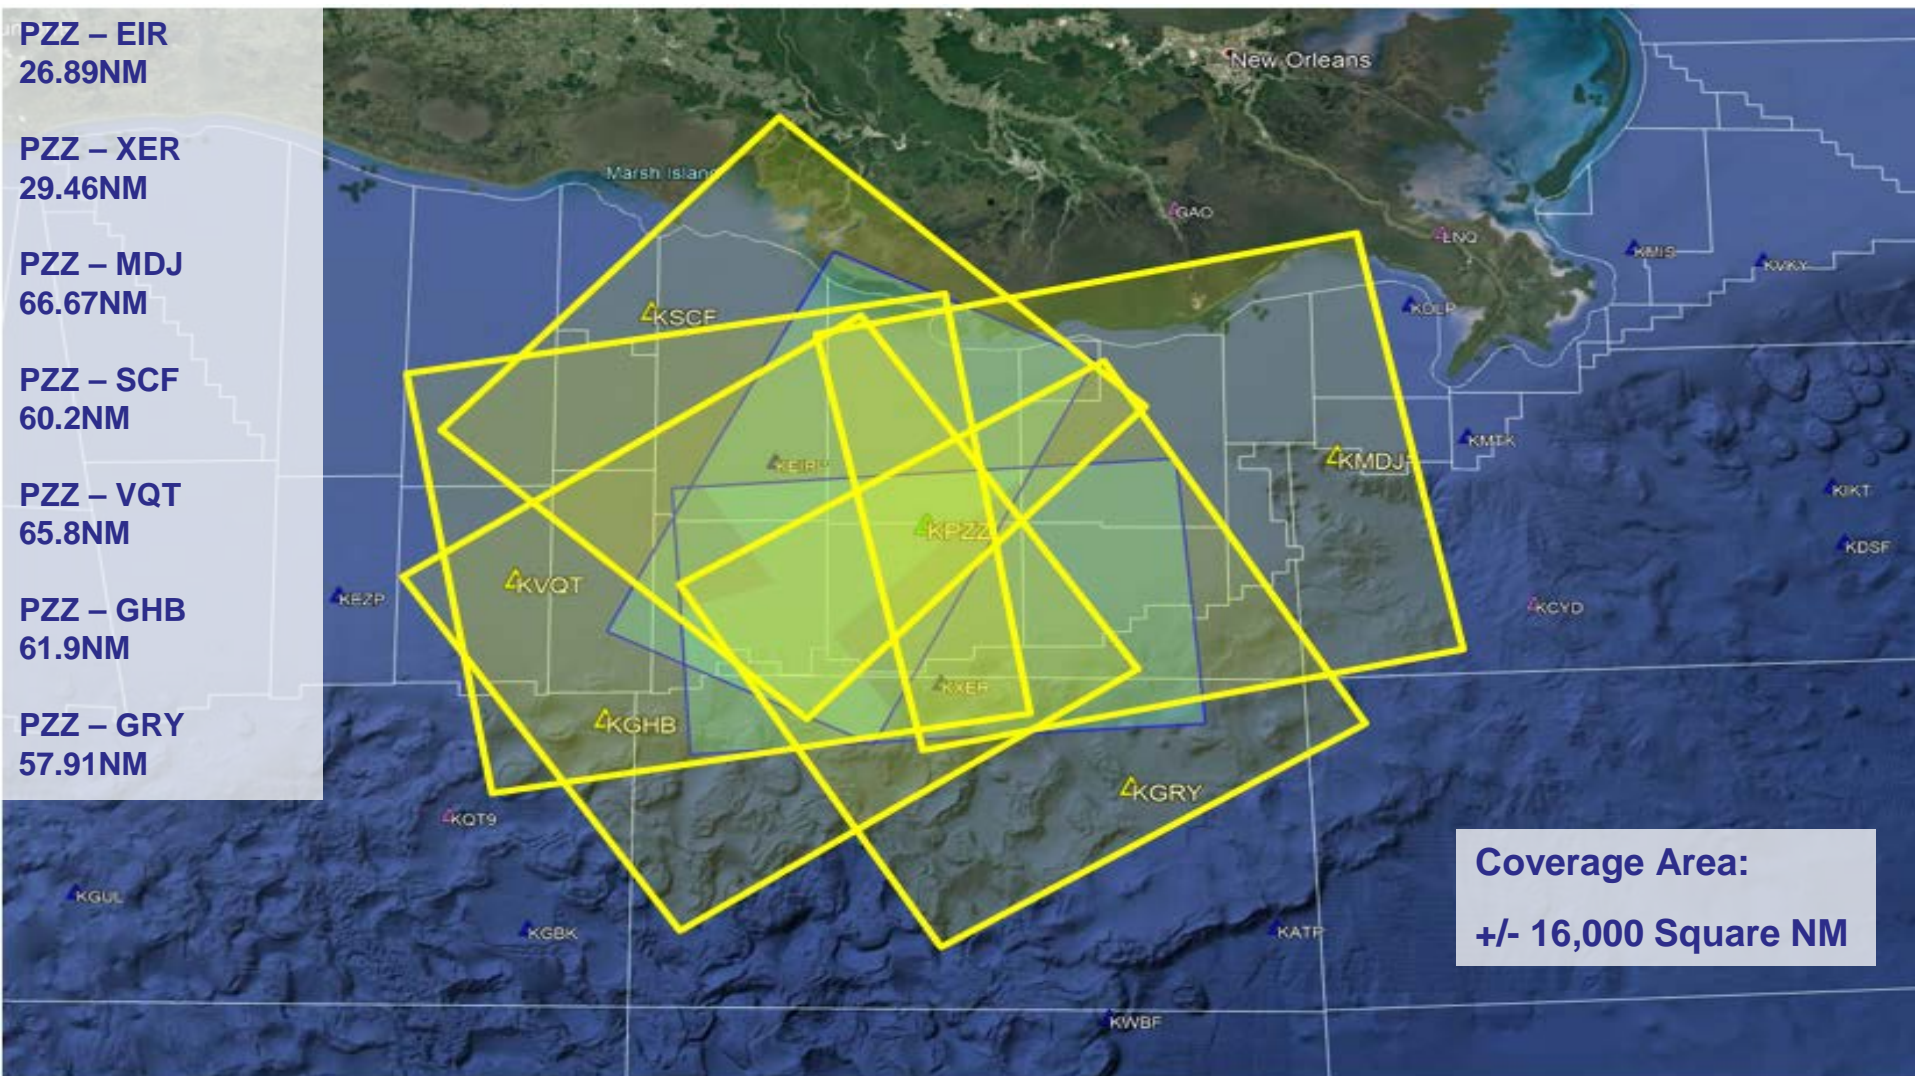 PZZ – EIR
26.89NM
PZZ – XER
29.46NM
PZZ – MDJ
66.67NM
PZZ – SCF
60.2NM
PZZ – VQT
65.8NM
PZZ – GHB
61.9NM
PZZ – GRY
57.91NM
New Orleans
Marsh Island
GAO
LNQ
KMIS
KVKY
KSCF
KOLP
KMTK
KMDJ
KEIR
KIKT
KPZZ
KDSF
KVQT
KEZP
KCYD
KXER
KGHB
KGRY
KQT9
KGUL
KGBK
KATP
KWBF
Coverage Area:
+/- 16,000 Square NM